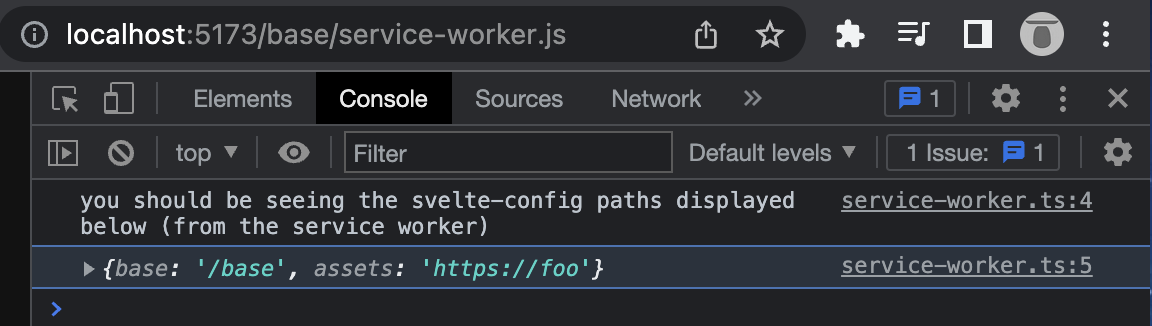 localhost:5173/base/service-worker.js
Elements Console Sources Network » 1
top ▼ Filter Default levels ▼ 1 Issue: 1
you should be seeing the svelte-config paths displayed service-worker.ts:4
below (from the service worker)
▶ {base: '/base', assets: 'https://foo'} service-worker.ts:5
>